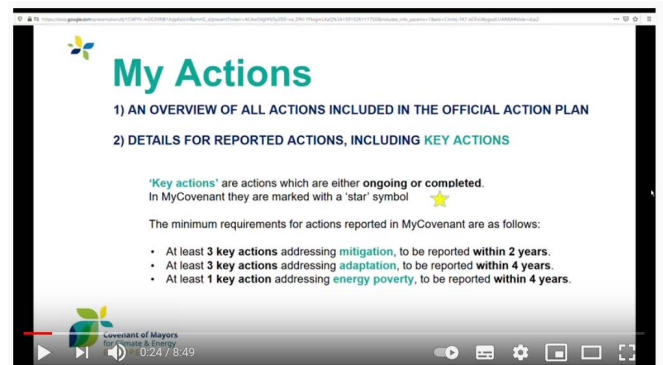 My Actions
1) AN OVERVIEW OF ALL ACTIONS INCLUDED IN THE OFFICIAL ACTION PLAN
2) DETAILS FOR REPORTED ACTIONS, INCLUDING KEY ACTIONS
‘Key actions’ are actions which are either ongoing or completed.
In MyCovenant they are marked with a ‘star’ symbol
The minimum requirements for actions reported in MyCovenant are as follows:
• At least 3 key actions addressing mitigation, to be reported within 2 years.
• At least 3 key actions addressing adaptation, to be reported within 4 years.
• At least 1 key action addressing energy poverty, to be reported within 4 years.
Covenant of Mayors
for Climate & Energy
0:24 / 8:49